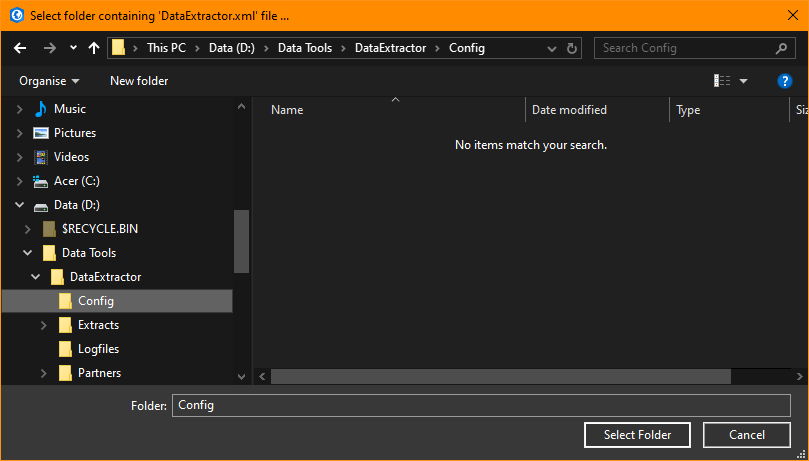 Select folder containing 'DataExtractor.xml' file ...
This PC > Data (D:) > Data Tools > DataExtractor > Config
Search Config
Organise
New folder
?
Music
Pictures
Videos
Acer (C:)
Data (D:)
$RECYCLE.BIN
Data Tools
DataExtractor
Config
Extracts
Logfiles
Partners
Name
Date modified
Type
Siz
No items match your search.
Folder: Config
Select Folder
Cancel